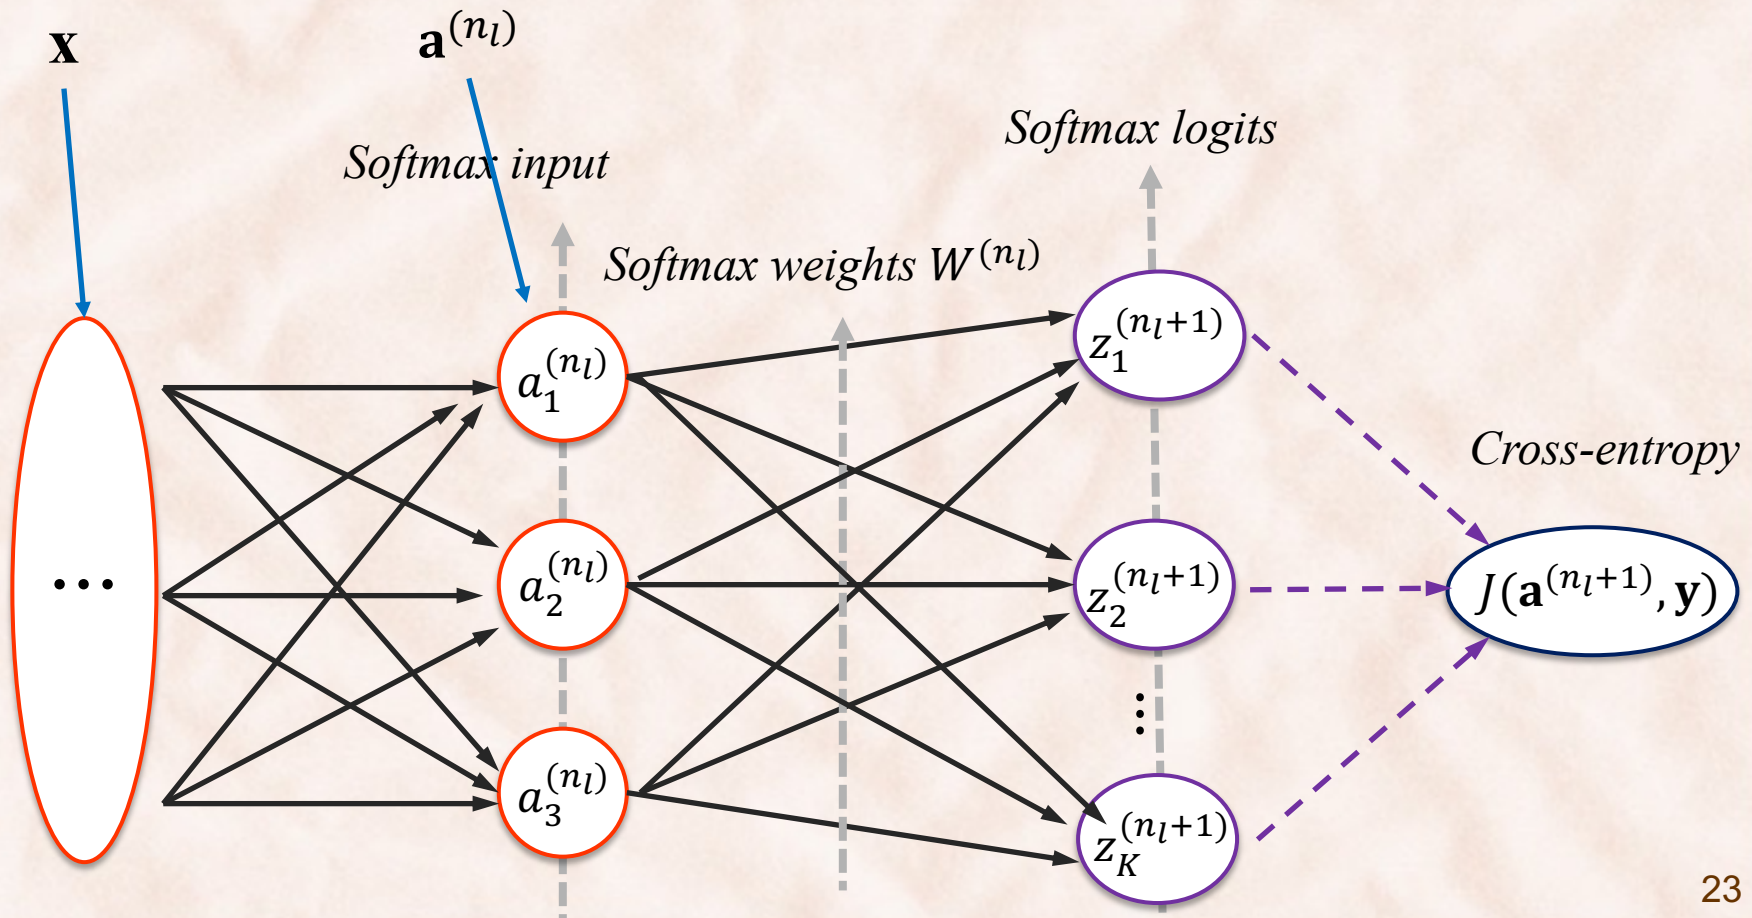 x
a^(n_l)
Softmax input
Softmax logits
Softmax weights W^(n_l)
a_1^(n_l)
z_1^(n_l+1)
Cross-entropy
...
a_2^(n_l)
z_2^(n_l+1)
J(a^(n_l+1), y)
⋮
a_3^(n_l)
z_K^(n_l+1)
23